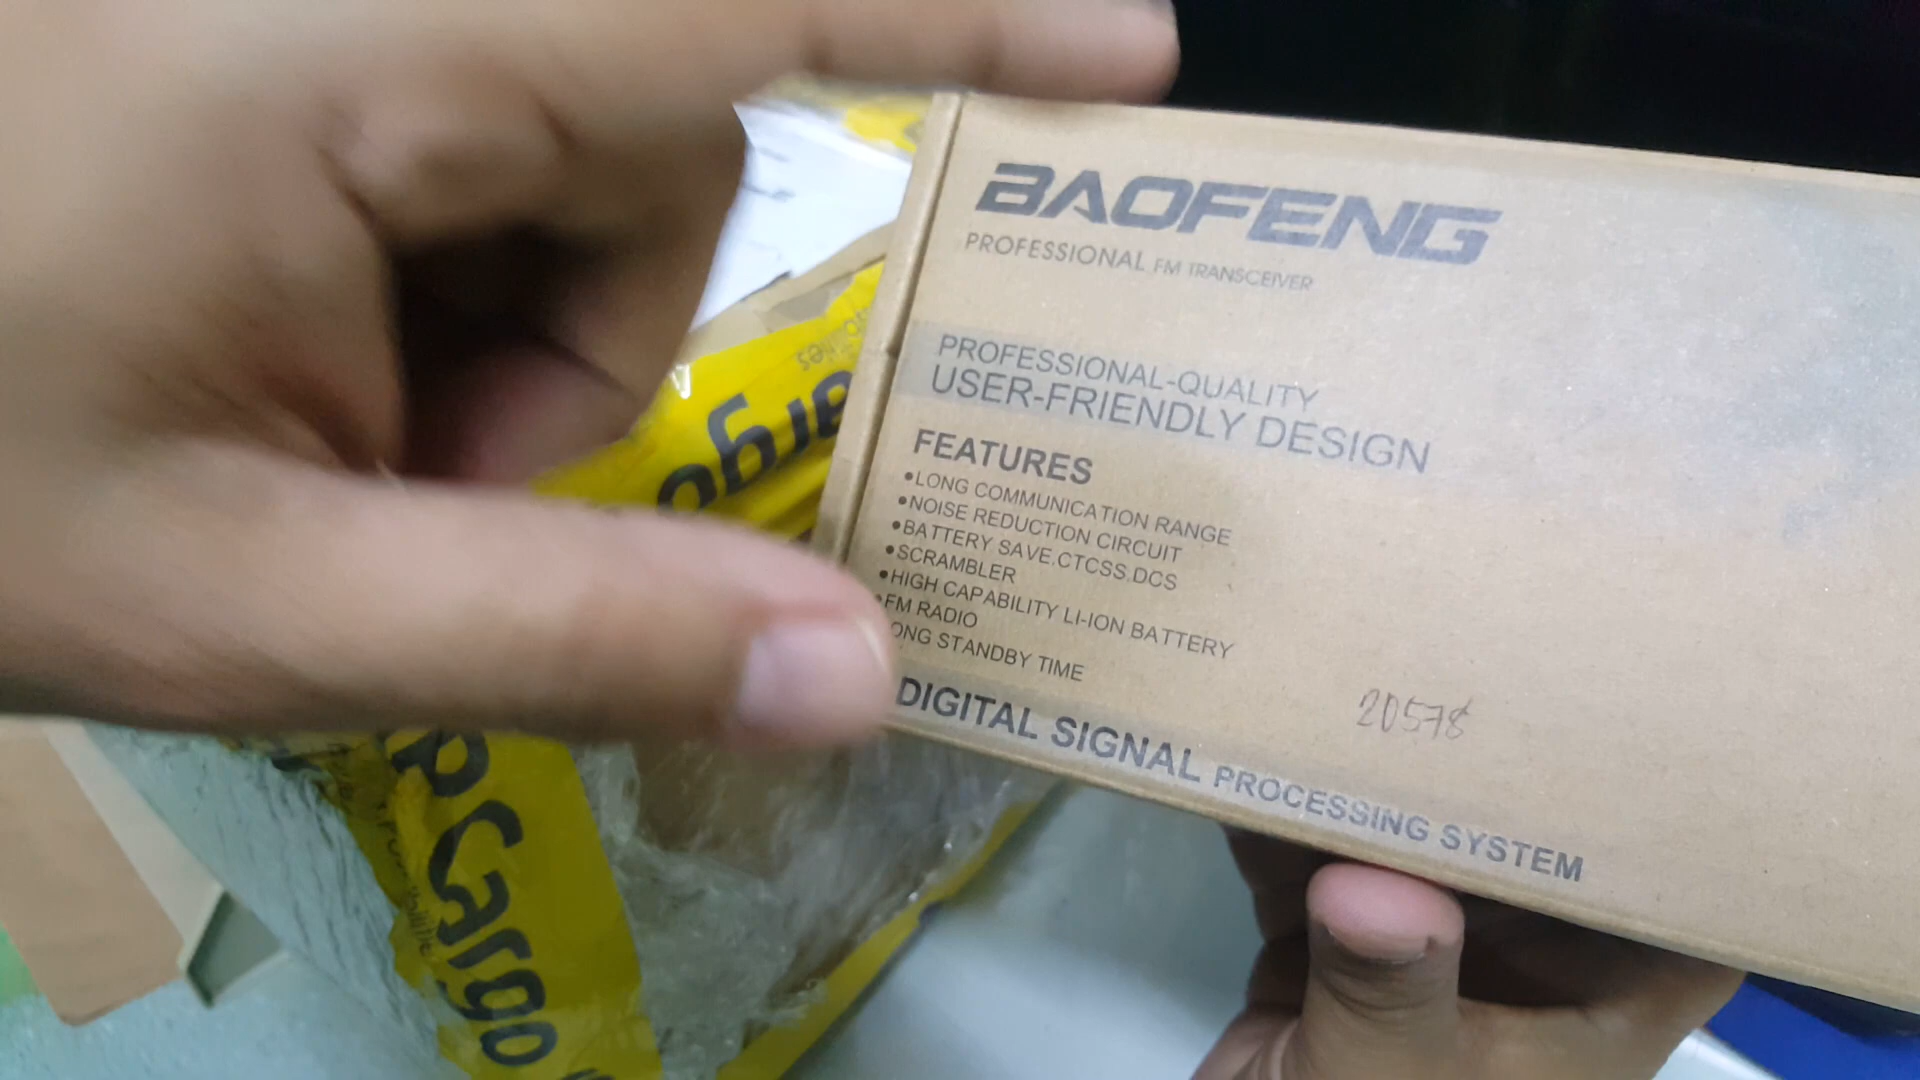 BAOFENG
PROFESSIONAL FM TRANSCEIVER
PROFESSIONAL-QUALITY
USER-FRIENDLY DESIGN
FEATURES
•LONG COMMUNICATION RANGE
•NOISE REDUCTION CIRCUIT
•BATTERY SAVE.CTCSS.DCS
•SCRAMBLER
•HIGH CAPABILITY LI-ION BATTERY
•FM RADIO
ONG STANDBY TIME
DIGITAL SIGNAL PROCESSING SYSTEM
20578
argo
Cargo